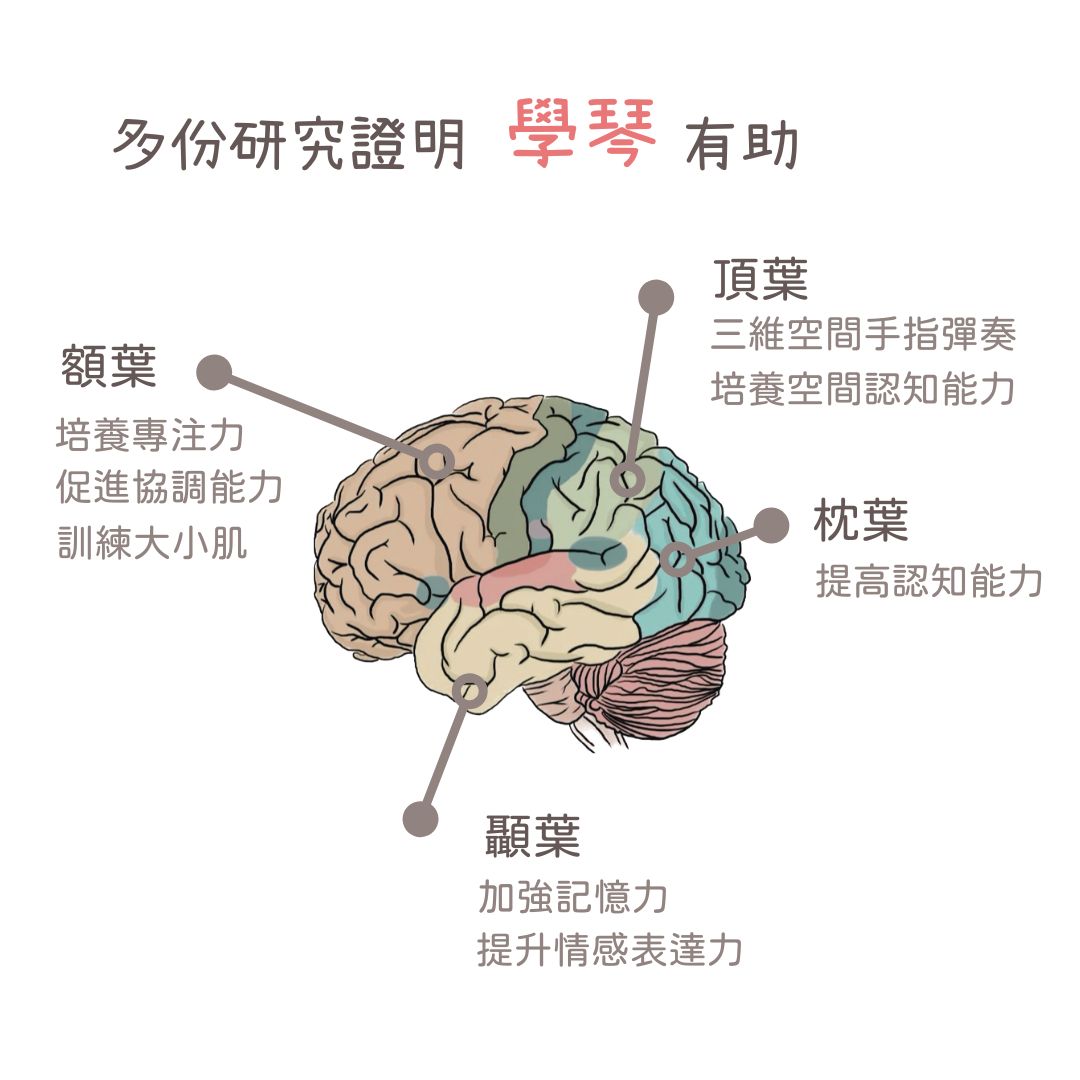 多份研究證明 學琴 有助
頂葉
三維空間手指彈奏
培養空間認知能力
額葉
培養專注力
促進協調能力
訓練大小肌
枕葉
提高認知能力
顳葉
加強記憶力
提升情感表達力